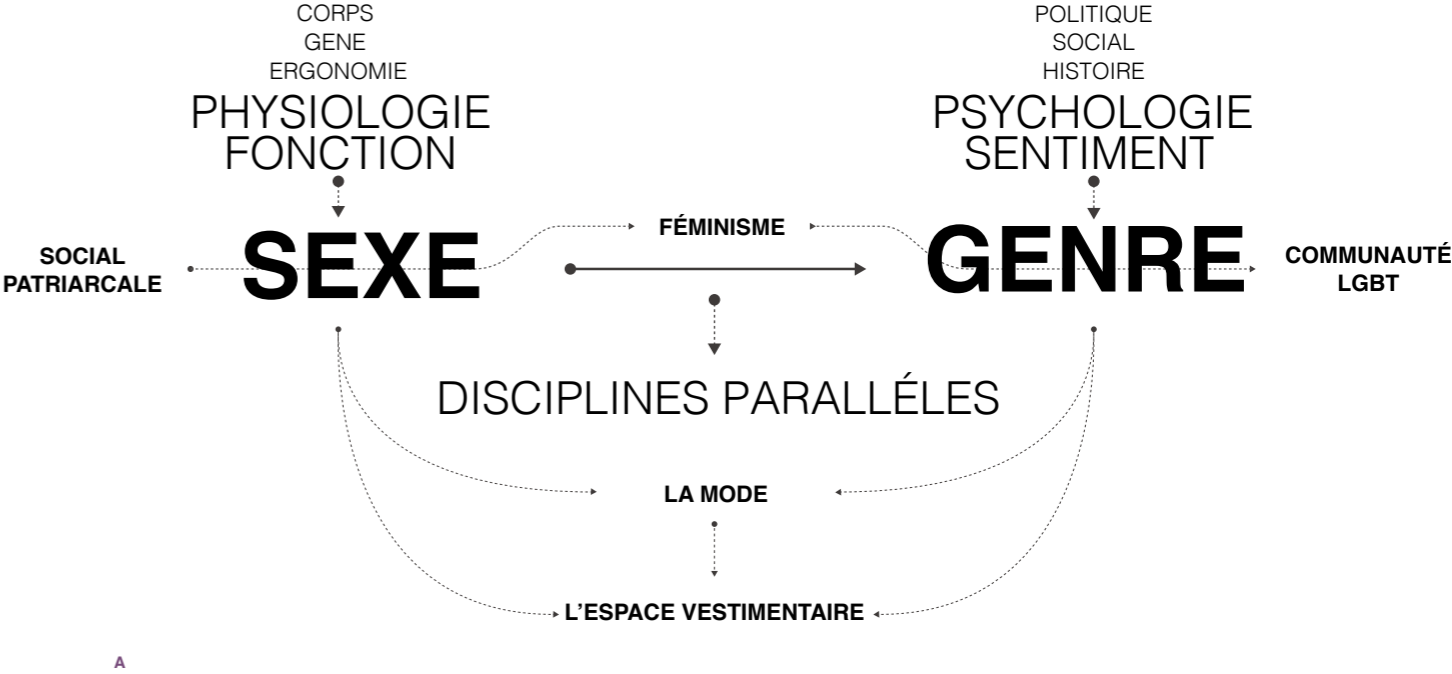 CORPS
GENE
ERGONOMIE
PHYSIOLOGIE
FONCTION
POLITIQUE
SOCIAL
HISTOIRE
PSYCHOLOGIE
SENTIMENT
SOCIAL
PATRIARCALE
SEXE
FÉMINISME
GENRE
COMMUNAUTÉ
LGBT
DISCIPLINES PARALLÉLES
LA MODE
L’ESPACE VESTIMENTAIRE
A